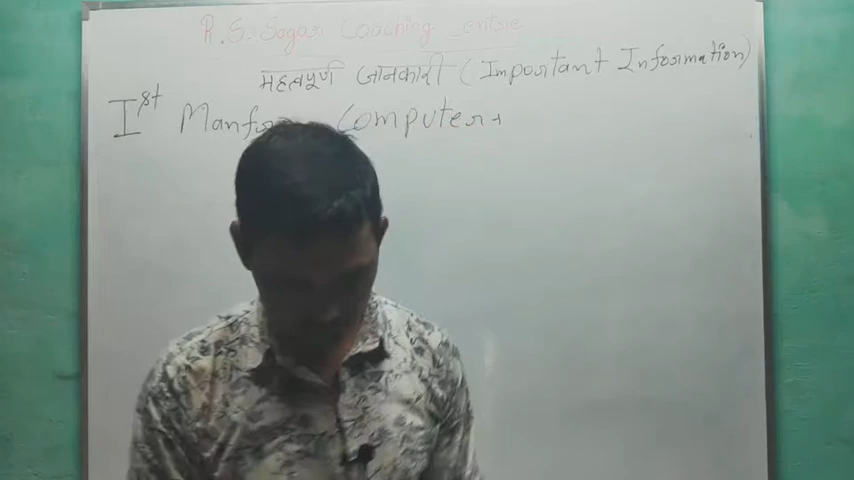 R.S. Sagar Coaching Centre
महत्वपूर्ण जानकारी (Important Information)
Ist Computer